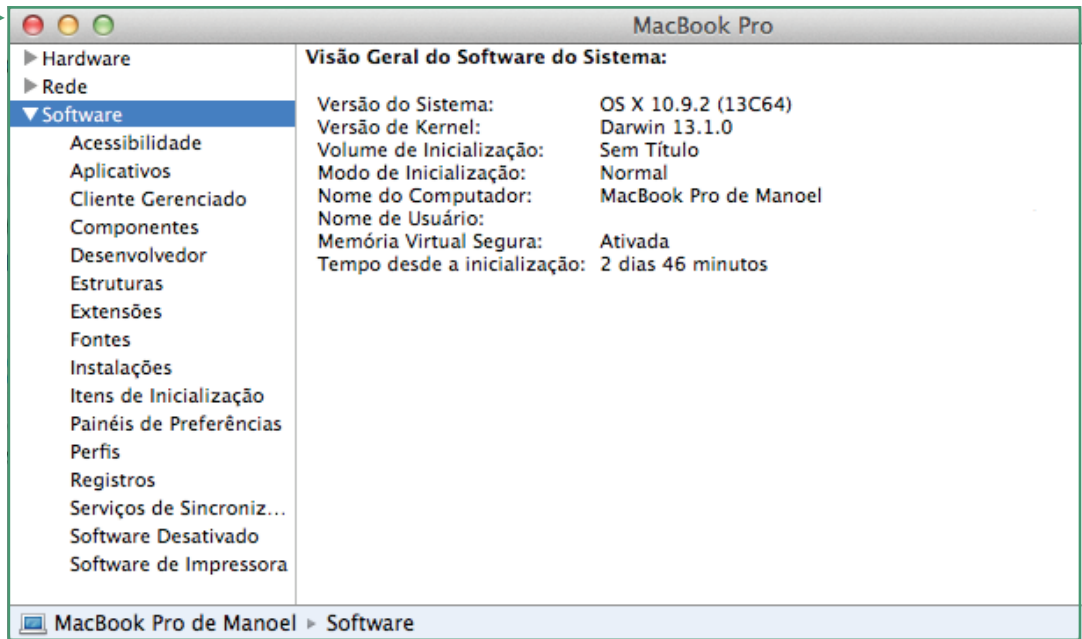 MacBook Pro
Hardware
Rede
Software
Acessibilidade
Aplicativos
Cliente Gerenciado
Componentes
Desenvolvedor
Estruturas
Extensões
Fontes
Instalações
Itens de Inicialização
Painéis de Preferências
Perfis
Registros
Serviços de Sincroniz...
Software Desativado
Software de Impressora
Visão Geral do Software do Sistema:
Versão do Sistema: OS X 10.9.2 (13C64)
Versão de Kernel: Darwin 13.1.0
Volume de Inicialização: Sem Título
Modo de Inicialização: Normal
Nome do Computador: MacBook Pro de Manoel
Nome de Usuário:
Memória Virtual Segura: Ativada
Tempo desde a inicialização: 2 dias 46 minutos
MacBook Pro de Manoel ▸ Software